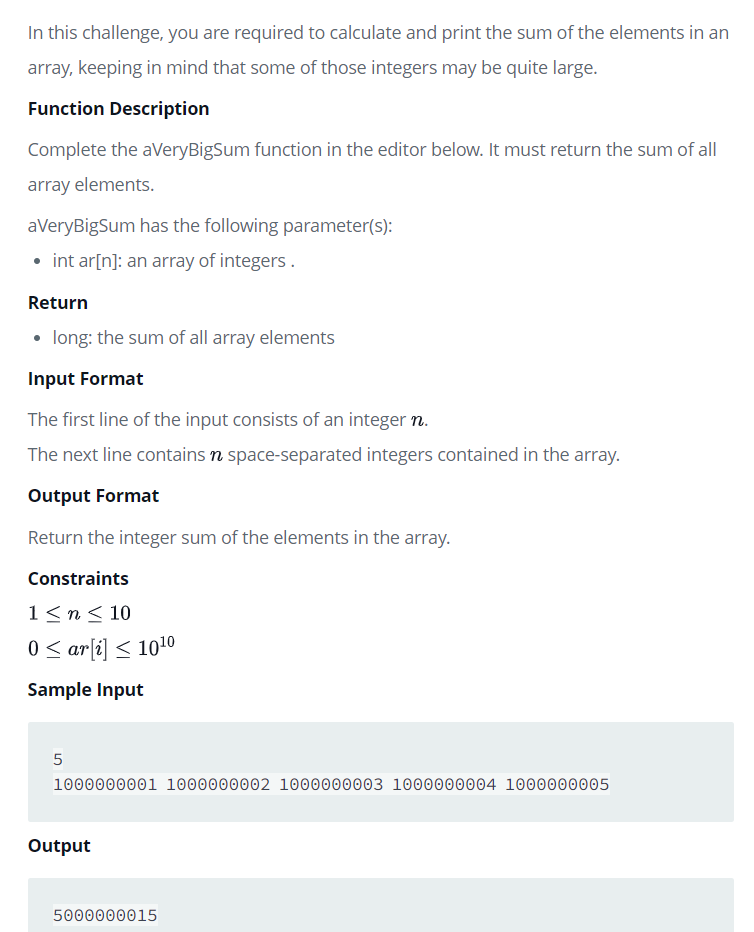 In this challenge, you are required to calculate and print the sum of the elements in an
array, keeping in mind that some of those integers may be quite large.
Function Description
Complete the aVeryBigSum function in the editor below. It must return the sum of all
array elements.
aVeryBigSum has the following parameter(s):
• int ar[n]: an array of integers .
Return
• long: the sum of all array elements
Input Format
The first line of the input consists of an integer n.
The next line contains n space-separated integers contained in the array.
Output Format
Return the integer sum of the elements in the array.
Constraints
1 ≤ n ≤ 10
0 ≤ ar[i] ≤ 10¹⁰
Sample Input
5
1000000001 1000000002 1000000003 1000000004 1000000005
Output
5000000015